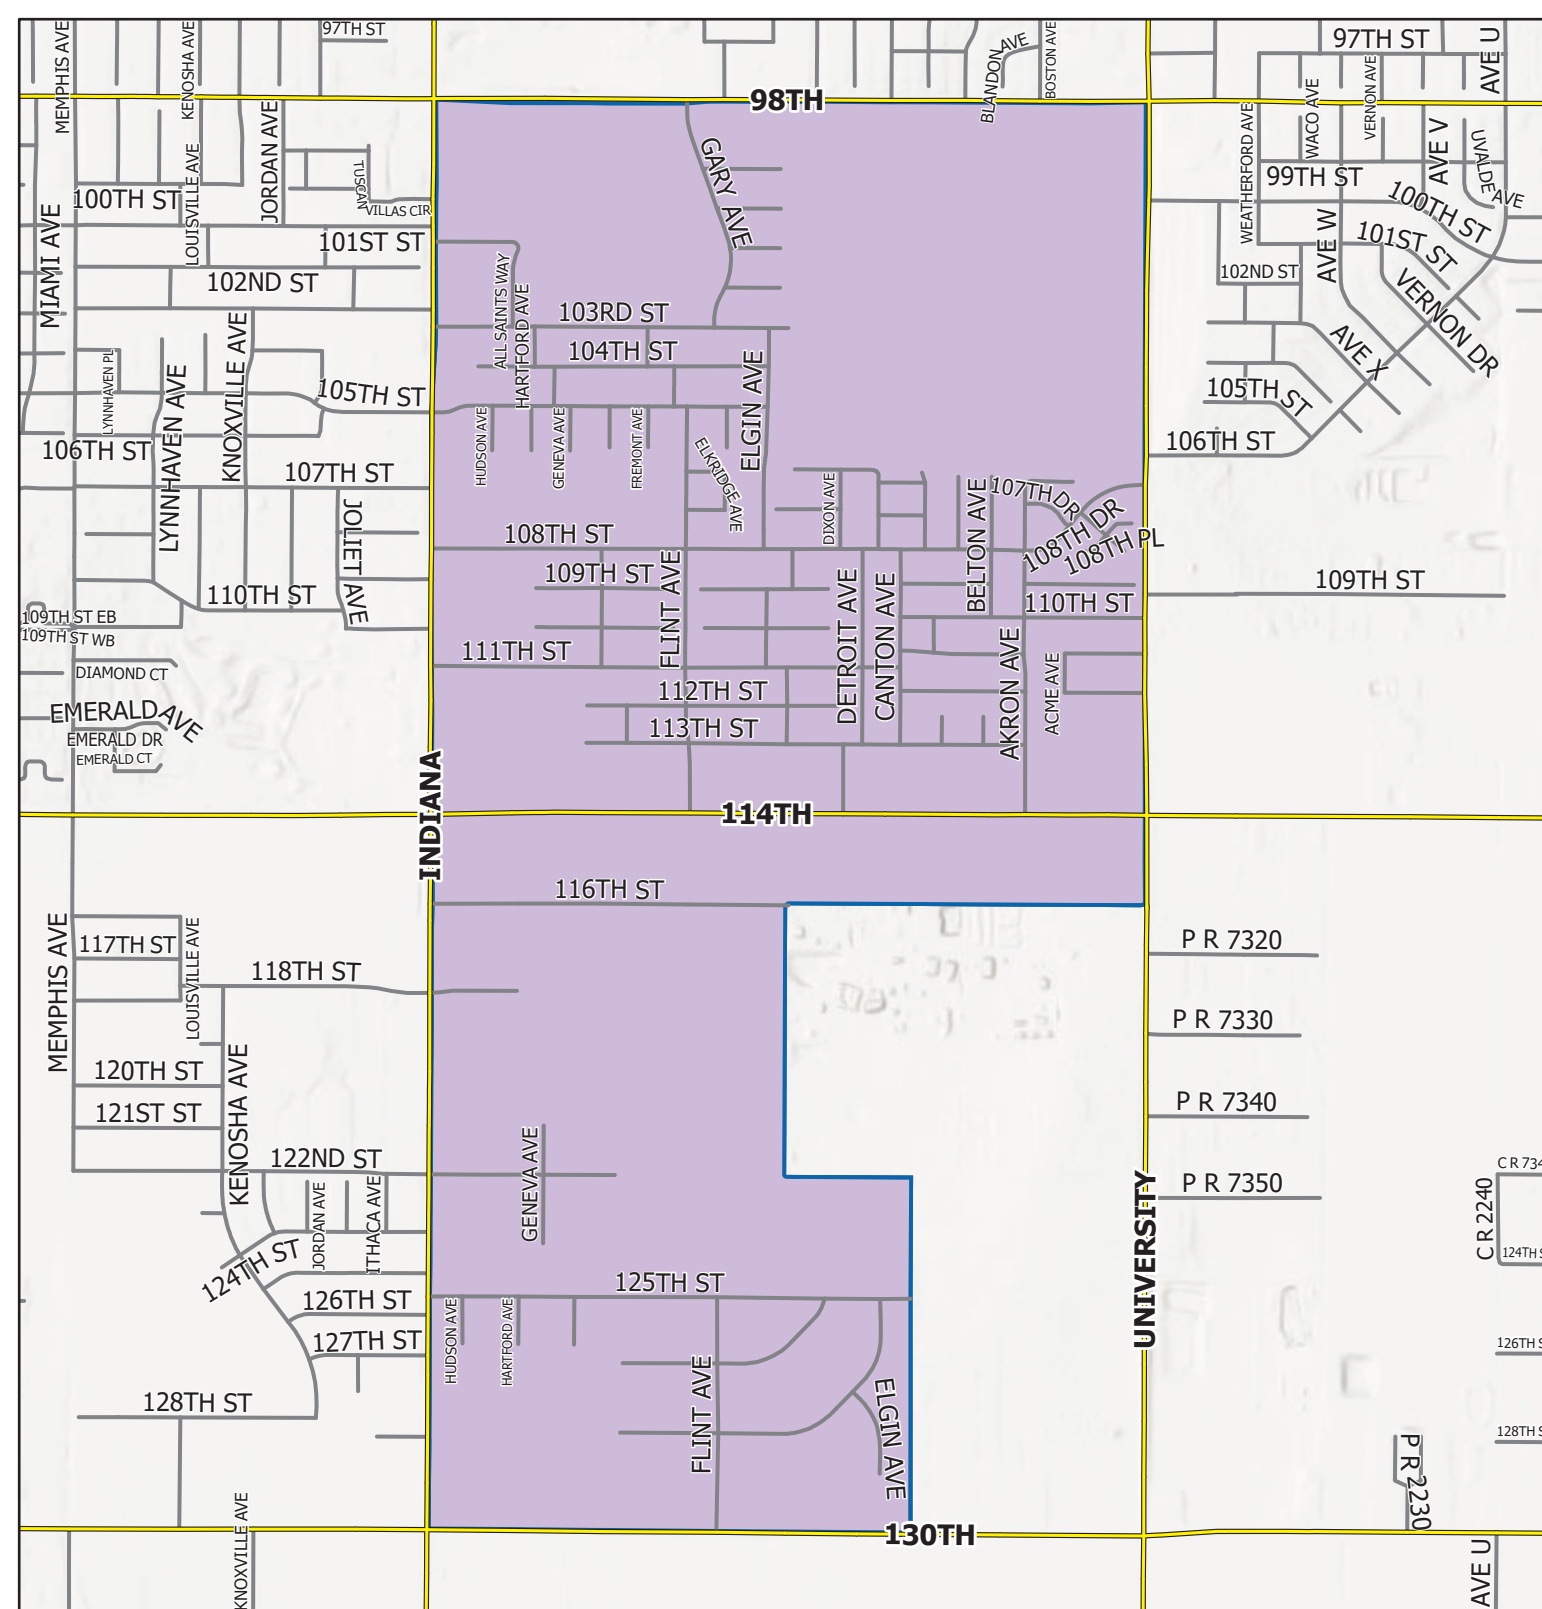 97TH ST
MEMPHIS AVE
KENOSHA AVE
BLANDON AVE
BOSTON AVE
97TH ST
AVE U
98TH
WACO AVE
VERNON AVE
WEATHERFORD AVE
AVE V
UVALDE AVE
JORDAN AVE
LOUISVILLE AVE
TUSCAN VILLAS CIR
GARY AVE
99TH ST
100TH ST
100TH ST
MIAMI AVE
101ST ST
AVE W
101ST ST
102ND ST
102ND ST
ALL SAINTS WAY
HARTFORD AVE
103RD ST
VERNON DR
104TH ST
AVE X
KNOXVILLE AVE
LYNNHAVEN PL
LYNNHAVEN AVE
105TH ST
ELGIN AVE
105TH ST
HUDSON AVE
GENEVA AVE
FREMONT AVE
ELKRIDGE AVE
106TH ST
106TH ST
107TH ST
DIXON AVE
BELTON AVE
107TH DR
JOLIET AVE
108TH ST
108TH DR
108TH PL
109TH ST
109TH ST
FLINT AVE
DETROIT AVE
CANTON AVE
110TH ST
110TH ST
109TH ST EB
109TH ST WB
111TH ST
AKRON AVE
ACME AVE
DIAMOND CT
112TH ST
EMERALD AVE
113TH ST
EMERALD DR
EMERALD CT
INDIANA
114TH
116TH ST
MEMPHIS AVE
LOUISVILLE AVE
117TH ST
P R 7320
118TH ST
P R 7330
KENOSHA AVE
120TH ST
121ST ST
P R 7340
GENEVA AVE
122ND ST
UNIVERSITY
C R 734
P R 7350
C R 2240
JORDAN AVE
ITHACA AVE
124TH ST
124TH S
125TH ST
126TH ST
HUDSON AVE
HARTFORD AVE
127TH ST
126TH S
FLINT AVE
ELGIN AVE
128TH ST
128TH S
P R 2230
KNOXVILLE AVE
130TH
AVE U